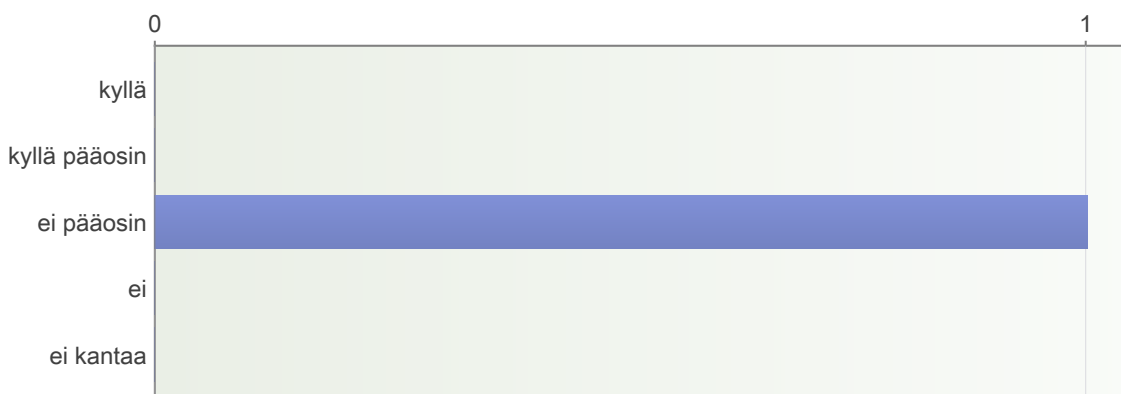 0 1
kyllä
kyllä pääosin
ei pääosin
ei
ei kantaa